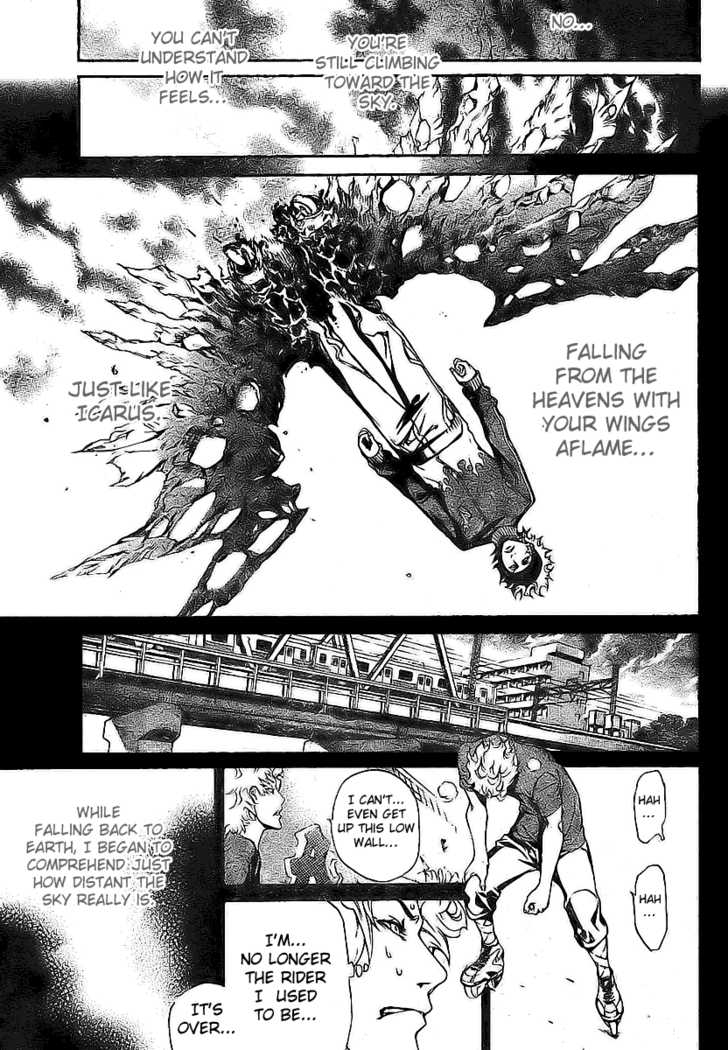 NO...
YOU'RE
STILL CLIMBING
TOWARD THE
SKY.
YOU CAN'T
UNDERSTAND
HOW IT
FEELS...
FALLING
FROM THE
HEAVENS WITH
YOUR WINGS
AFLAME...
JUST LIKE
ICARUS.
HAH
...
HAH
...
I CAN'T...
EVEN GET
UP THIS LOW
WALL...
WHILE
FALLING BACK TO
EARTH, I BEGAN TO
COMPREHEND JUST
HOW DISTANT THE
SKY REALLY IS.
I'M...
NO LONGER
THE RIDER
I USED
TO BE...
IT'S
OVER...